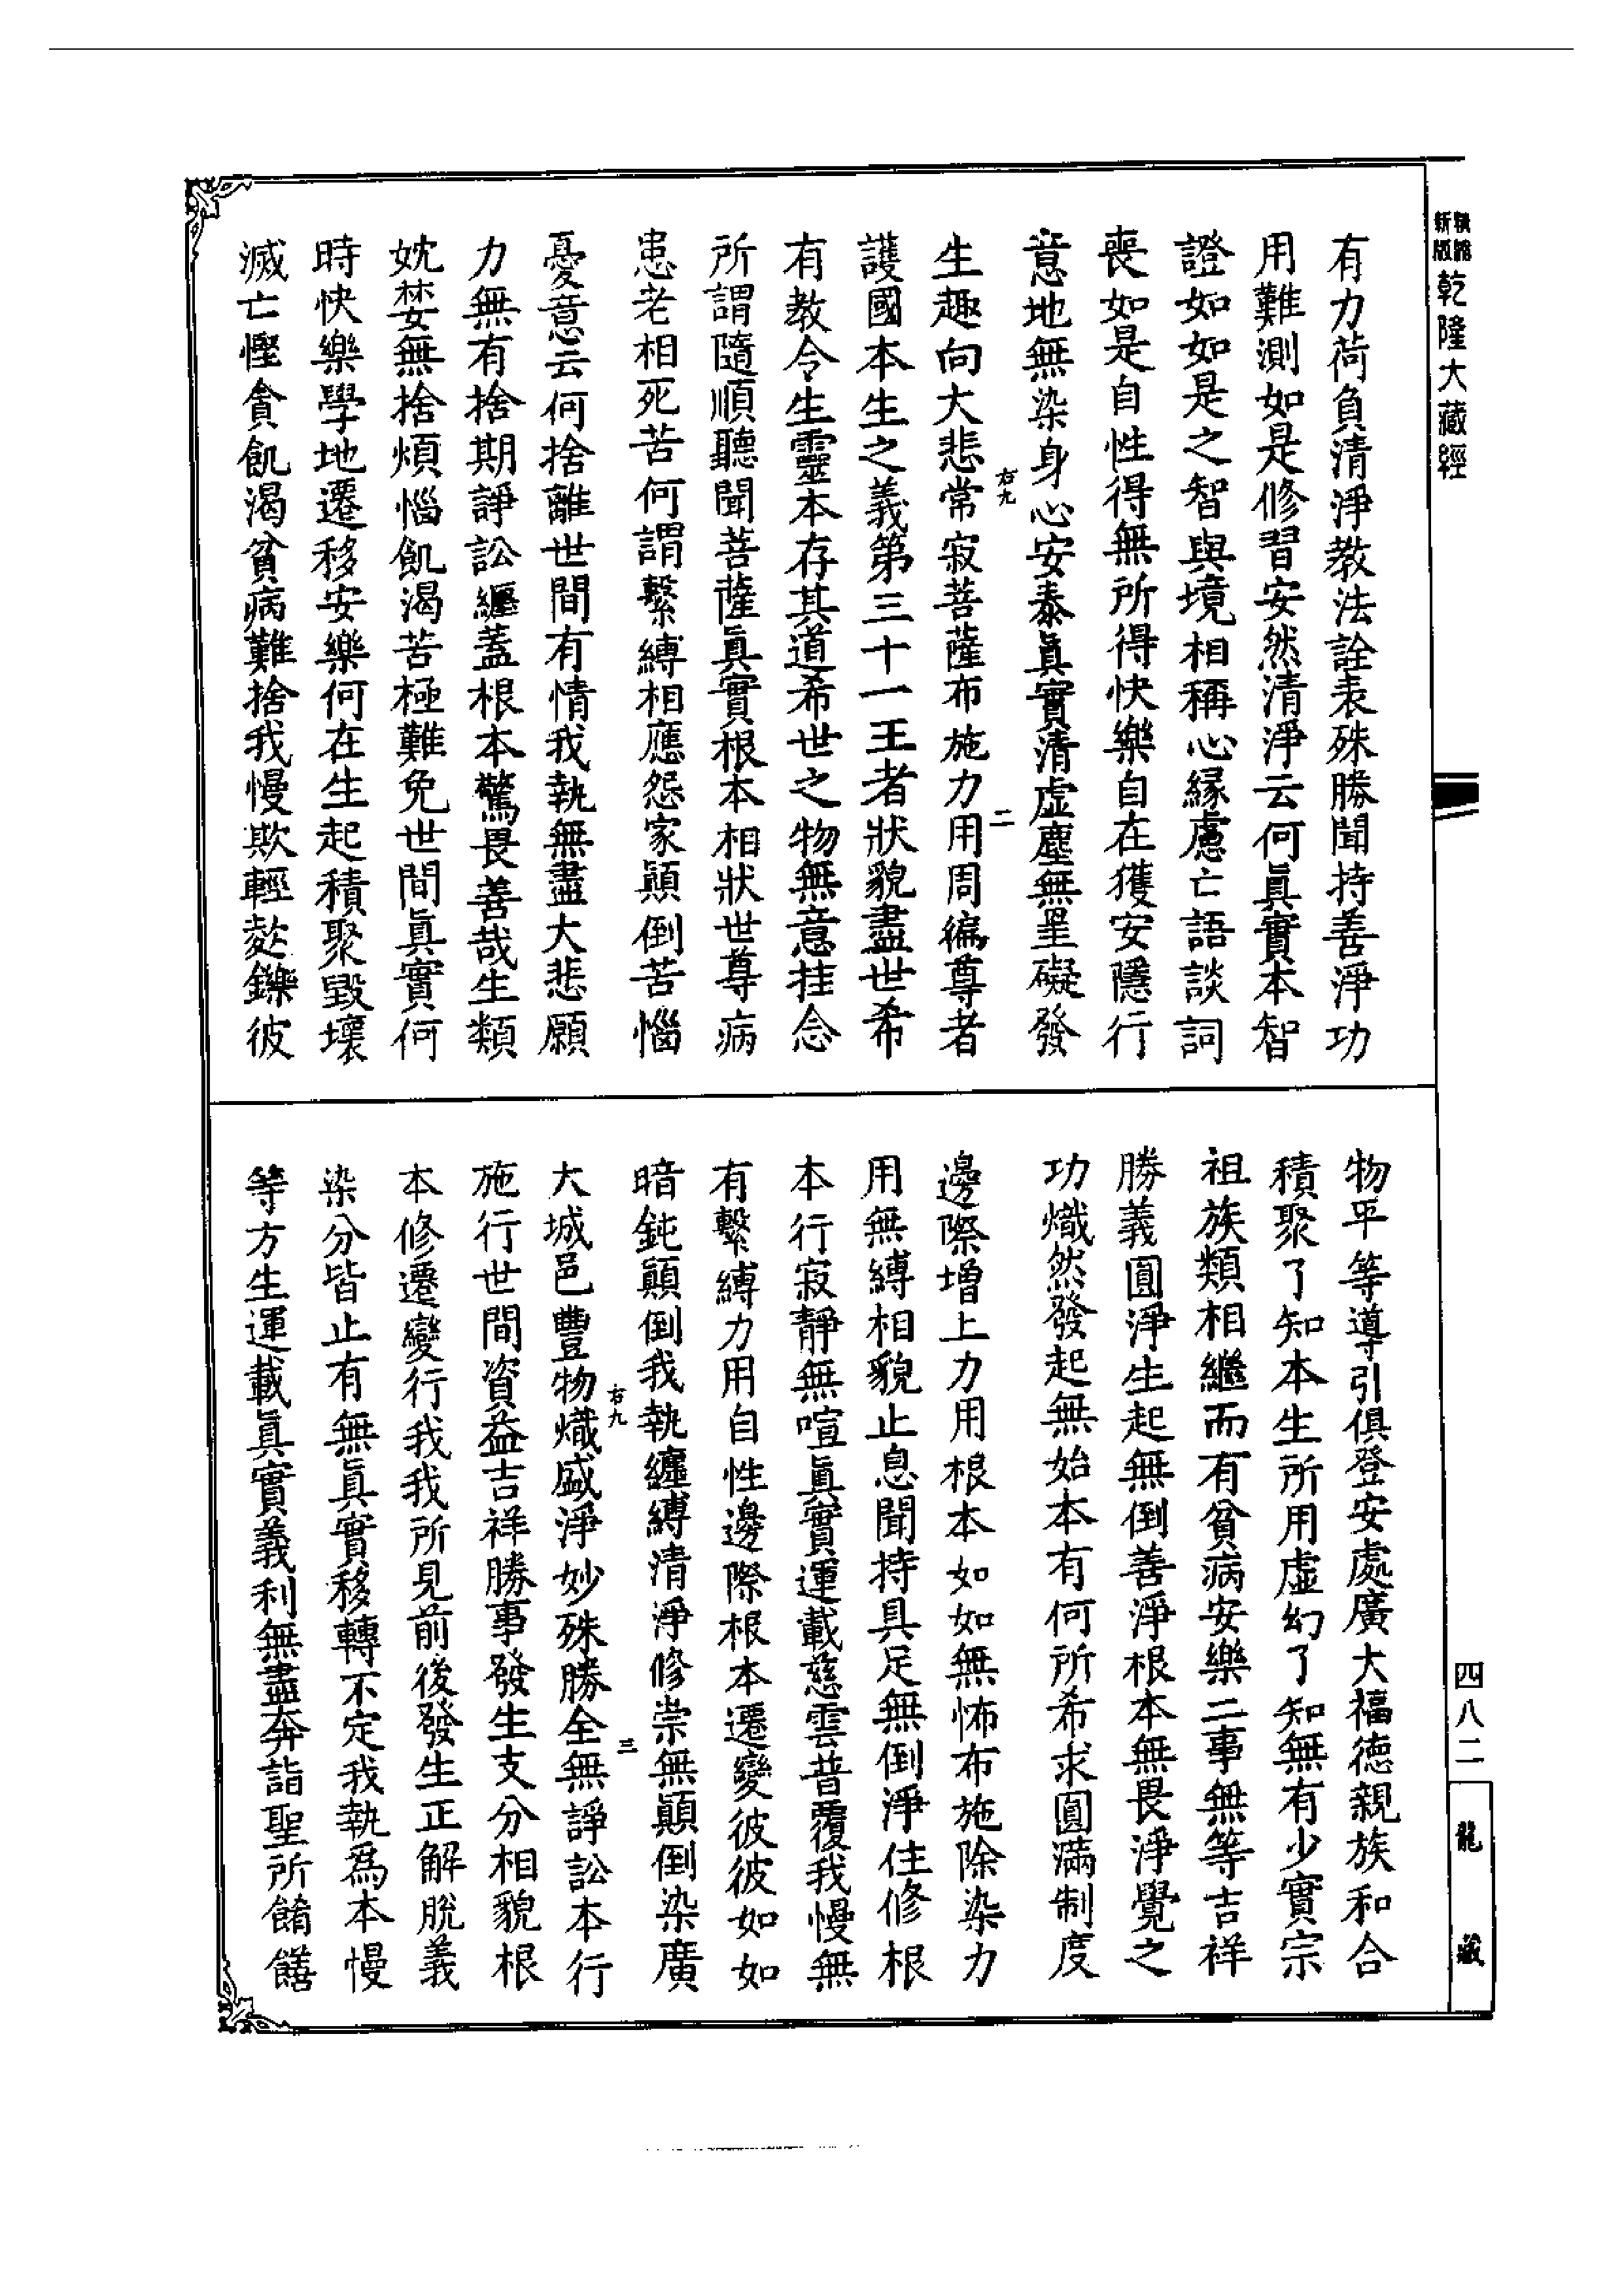 新版精縮乾隆大藏經
有力荷負清淨教法詮表殊勝聞持善淨功
用難測如是修習安然清淨云何眞實本智
證如如是之智與境相稱心緣慮亡語談詞
喪如是自性得無所得快樂自在獲安隱行
意地無染身心安泰眞實清虛塵無罣礙發
右九
二
生趣向大悲常寂菩薩布施力用周徧尊者
護國本生之義第三十一王者狀貌盡世希
有教令生靈本存其道希世之物無意挂念
所謂隨順聽聞菩薩眞實根本相狀世尊病
患老相死苦何謂繫縛相應怨家顚倒苦惱
憂意云何捨離世間有情我執無盡大悲願
力無有捨期諍訟纏蓋根本驚畏善哉生類
妉婪無捨煩惱飢渴苦極難免世間眞實何
時快樂學地遷移安樂何在生起積聚毀壞
滅亡慳貪飢渴貧病難捨我慢欺輕鑠彼
物平等導引俱登安處廣大福德親族和合
積聚了知本生所用虛幻了知無有少實宗
祖族類相繼而有貧病安樂二事無等吉祥
勝義圓淨生起無倒善淨根本無畏淨覺之
功熾然發起無始本有何所希求圓滿制度
邊際增上力用根本如如無怖布施除染力
用無縛相貌止息聞持具足無倒淨住修根
本行寂靜無喧眞實運載慈雲普覆我慢無
有繫縛力用自性邊際根本遷變彼彼如如
暗鈍顚倒我執纏縛清淨修崇無顚倒染廣
右九
三
大城邑豐物熾盛淨妙殊勝全無諍訟本行
施行世間資益吉祥勝事發生支分相貌根
本修遷變行我我所見前後發生正解脫義
染分皆止有無眞實移轉不定我執爲本慢
等方生運載眞實義利無盡奔詣聖所餚饍
四八二
龍藏